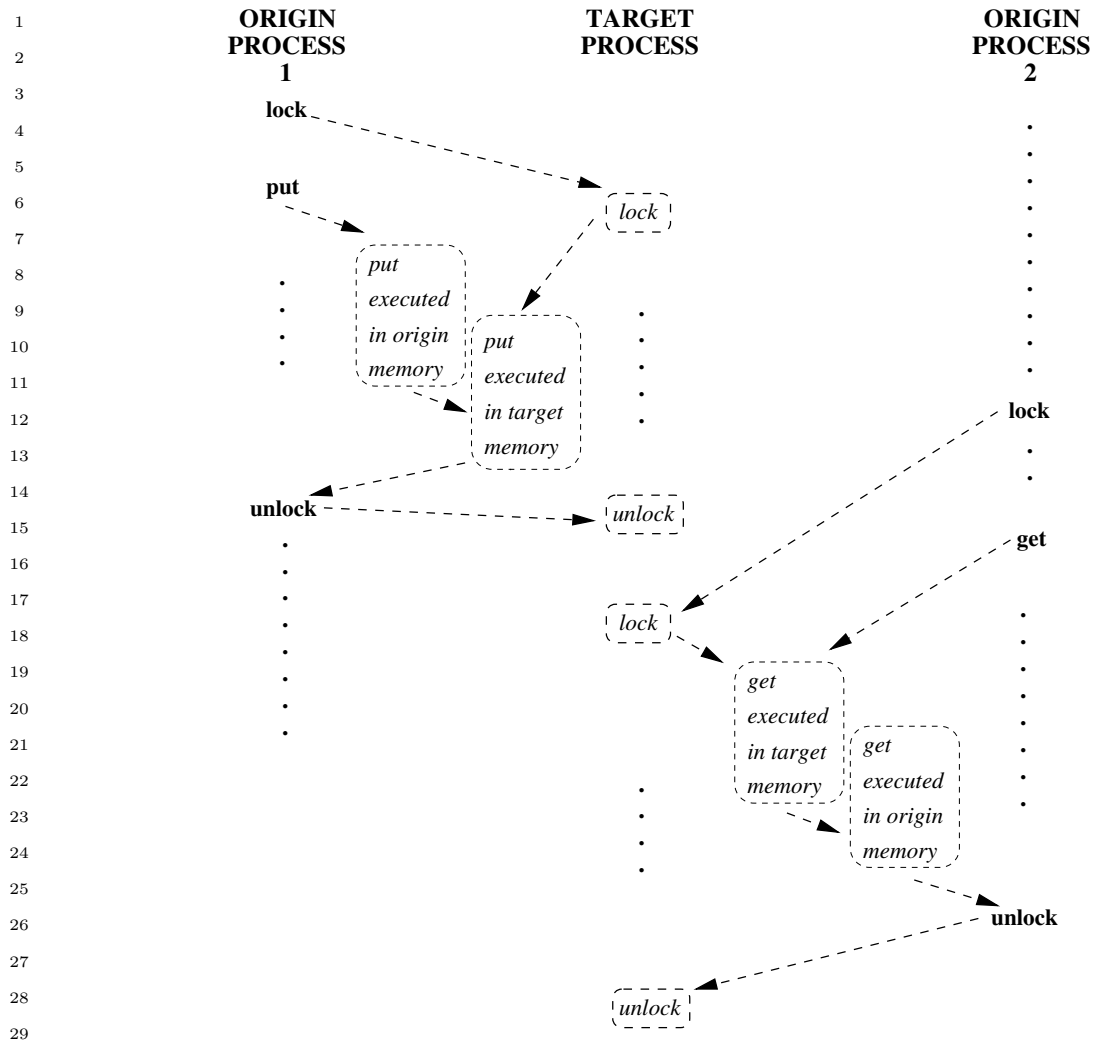 1
ORIGIN
PROCESS
1
TARGET
PROCESS
ORIGIN
PROCESS
2
2
3
lock
4
5
put
6
lock
7
put
executed
in origin
memory
8
9
put
executed
in target
memory
10
11
12
lock
13
14
unlock
unlock
15
get
16
17
lock
18
19
get
executed
in target
memory
20
21
get
executed
in origin
memory
22
23
24
25
26
unlock
27
28
unlock
29